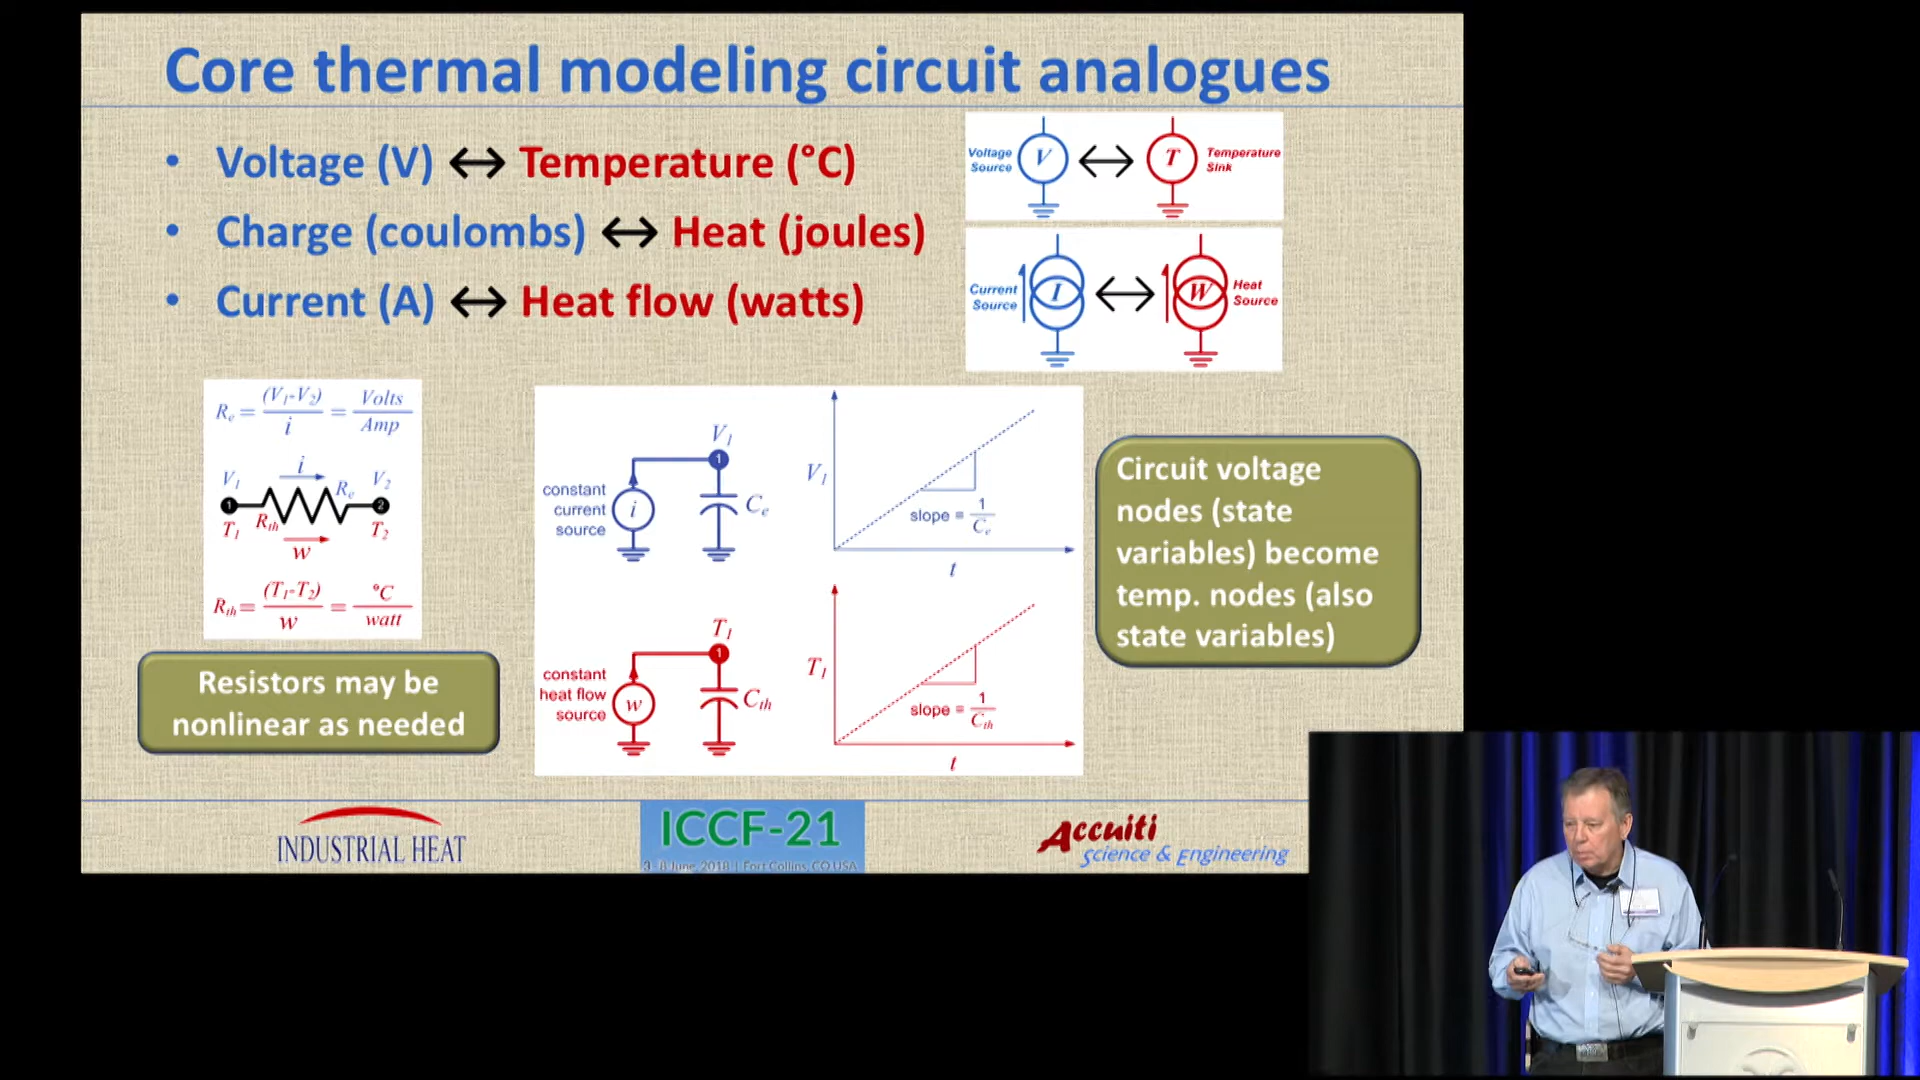 Core thermal modeling circuit analogues
• Voltage (V) ↔ Temperature (°C)
• Charge (coulombs) ↔ Heat (joules)
• Current (A) ↔ Heat flow (watts)
Voltage Source V ↔ T Temperature Sink
Current Source I ↔ W Heat Source
Re = (V1-V2) / i = Volts / Amp
i
V1 Re V2
1 2
T1 Rth T2
w
Rth = (T1-T2) / w = °C / watt
Resistors may be
nonlinear as needed
V1
1
constant
current
source
i
Ce
V1
slope = 1 / Ce
t
T1
1
constant
heat flow
source
w
Cth
T1
slope = 1 / Cth
t
Circuit voltage
nodes (state
variables) become
temp. nodes (also
state variables)
INDUSTRIAL HEAT
ICCF-21
3 - 8 June, 2018 | Fort Collins, CO,USA
Accuiti
Science & Engineering